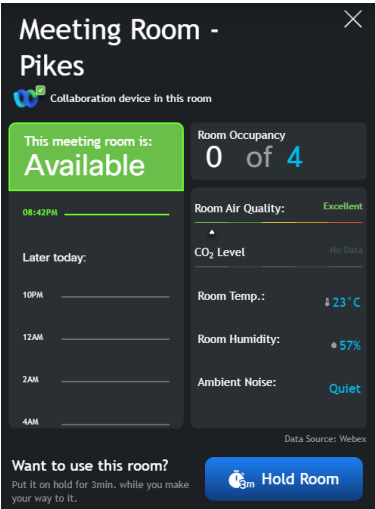 Meeting Room -
Pikes
Collaboration device in this room
This meeting room is:
Available
08:42PM
Later today:
10PM
12AM
2AM
4AM
Room Occupancy
0 of 4
Room Air Quality: Excellent
CO₂ Level No Data
Room Temp.: 23°C
Room Humidity: 57%
Ambient Noise: Quiet
Data Source: Webex
Want to use this room?
Put it on hold for 3min. while you make
your way to it.
3m Hold Room